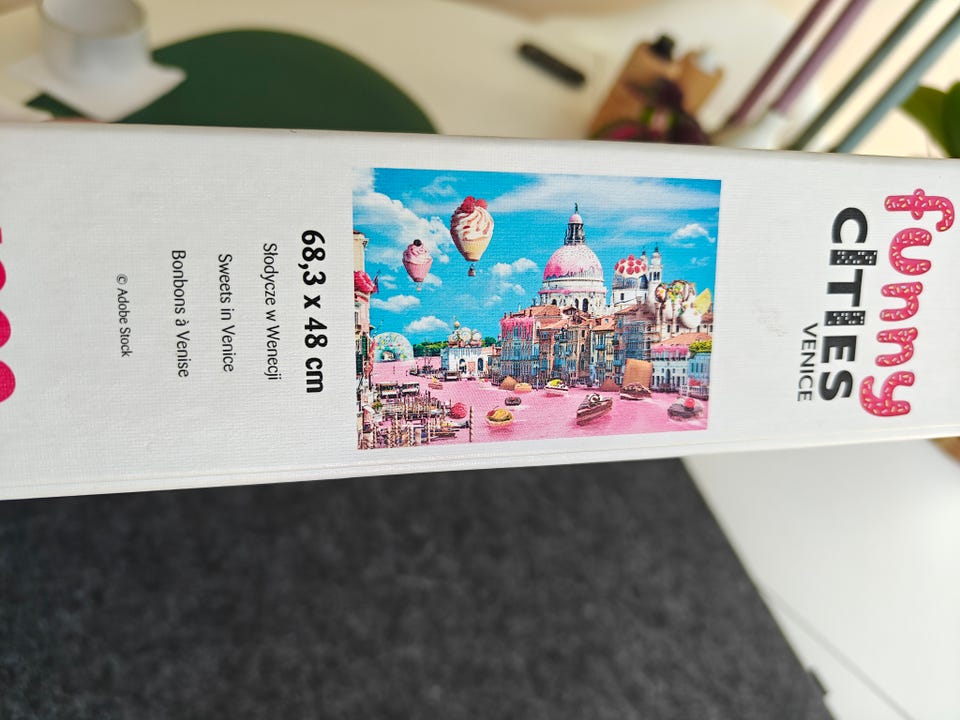 funny
CITIES
VENICE
68,3 x 48 cm
Słodycze w Wenecji
Sweets in Venice
Bonbons à Venise
© Adobe Stock